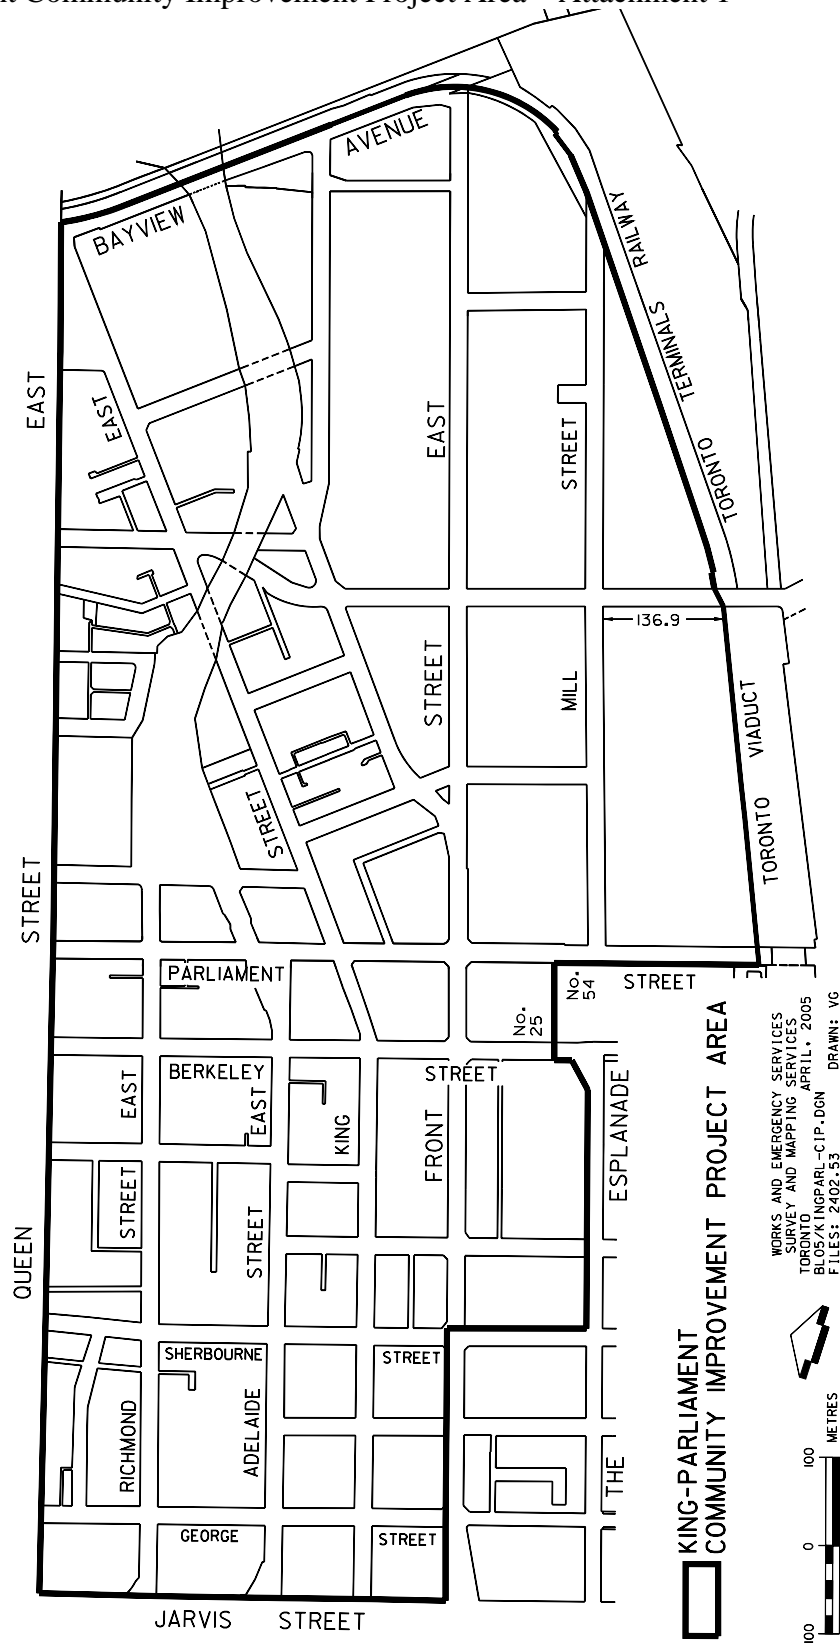 Community Improvement Project Area
AVENUE
BAYVIEW
RAILWAY
TERMINALS
TORONTO
EAST
EAST
EAST
STREET
136.9
STREET
MILL
VIADUCT
TORONTO
STREET
STREET
PARLIAMENT
STREET
No.
54
No.
25
BERKELEY
STREET
EAST
EAST
KING
FRONT
ESPLANADE
STREET
STREET
QUEEN
SHERBOURNE
STREET
RICHMOND
ADELAIDE
THE
GEORGE
STREET
JARVIS STREET
KING-PARLIAMENT
COMMUNITY IMPROVEMENT PROJECT AREA
WORKS AND EMERGENCY SERVICES
SURVEY AND MAPPING SERVICES
TORONTO APRIL, 2005
BL05/KINGPARL-CIP.DGN
FILES: 2402.53 DRAWN: VG
100 0 100
METRES